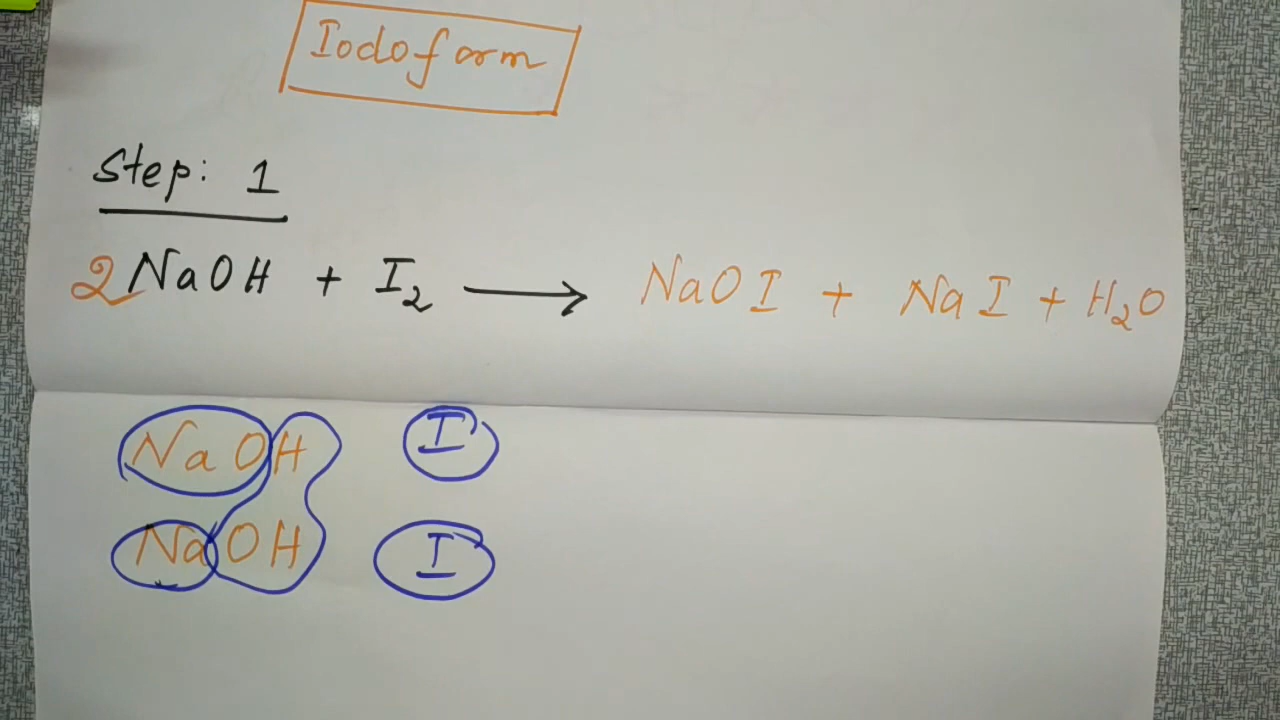 Iodoform
Step: 1
2NaOH + I₂ ⟶ NaOI + NaI + H₂O
NaOH I
NaOH I